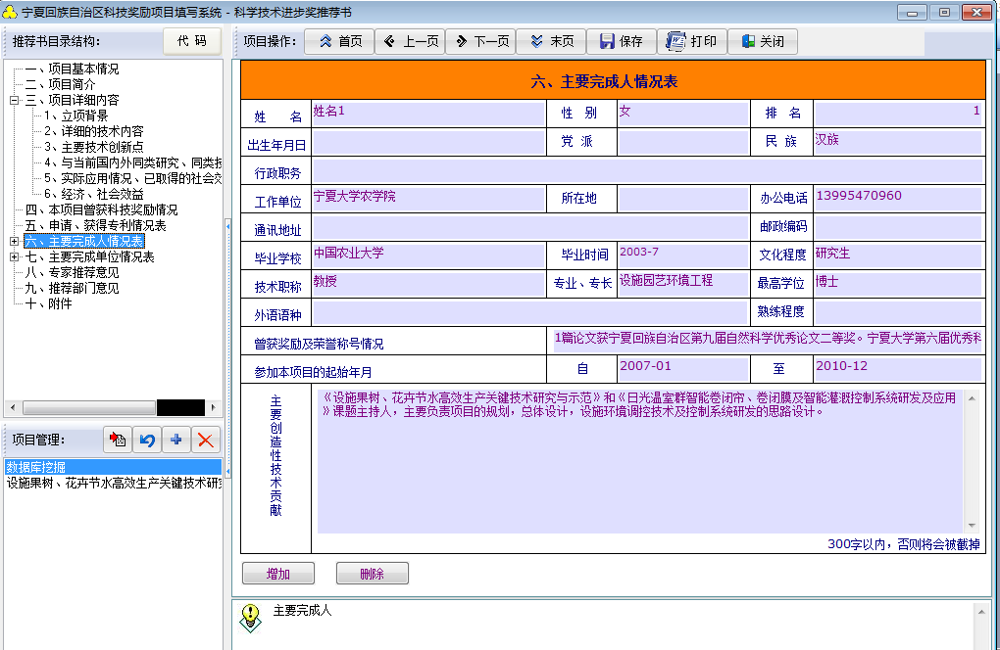 宁夏回族自治区科技奖励项目填写系统 - 科学技术进步奖推荐书
推荐书目录结构:
代 码
项目操作:
首页
上一页
下一页
末页
保存
打印
关闭
一、项目基本情况
二、项目简介
三、项目详细内容
1、立项背景
2、详细的技术内容
3、主要技术创新点
4、与当前国内外同类研究、同类技
5、实际应用情况、已取得的社会效
6、经济、社会效益
四、本项目曾获科技奖励情况
五、申请、获得专利情况表
六、主要完成人情况表
七、主要完成单位情况表
八、专家推荐意见
九、推荐部门意见
十、附件
项目管理:
数据库挖掘
设施果树、花卉节水高效生产关键技术研究
六、主要完成人情况表
姓 名 姓名1 性 别 女 排 名 1
出生年月日 党 派 民 族 汉族
行政职务
工作单位 宁夏大学农学院 所在地 办公电话 13995470960
通讯地址 邮政编码
毕业学校 中国农业大学 毕业时间 2003-7 文化程度 研究生
技术职称 教授 专业、专长 设施园艺环境工程 最高学位 博士
外语语种 熟练程度
曾获奖励及荣誉称号情况 1篇论文获宁夏回族自治区第九届自然科学优秀论文二等奖。宁夏大学第六届优秀科
参加本项目的起始年月 自 2007-01 至 2010-12
主要创造性技术贡献
《设施果树、花卉节水高效生产关键技术研究与示范》和《日光温室群智能卷闭帘、卷闭膜及智能灌溉控制系统研发及应用
》课题主持人，主要负责项目的规划，总体设计，设施环境调控技术及控制系统研发的思路设计。
300字以内，否则将会被截掉
增加
删除
主要完成人